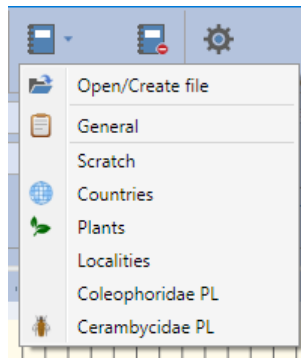 Open/Create file
General
Scratch
Countries
Plants
Localities
Coleophoridae PL
Cerambycidae PL